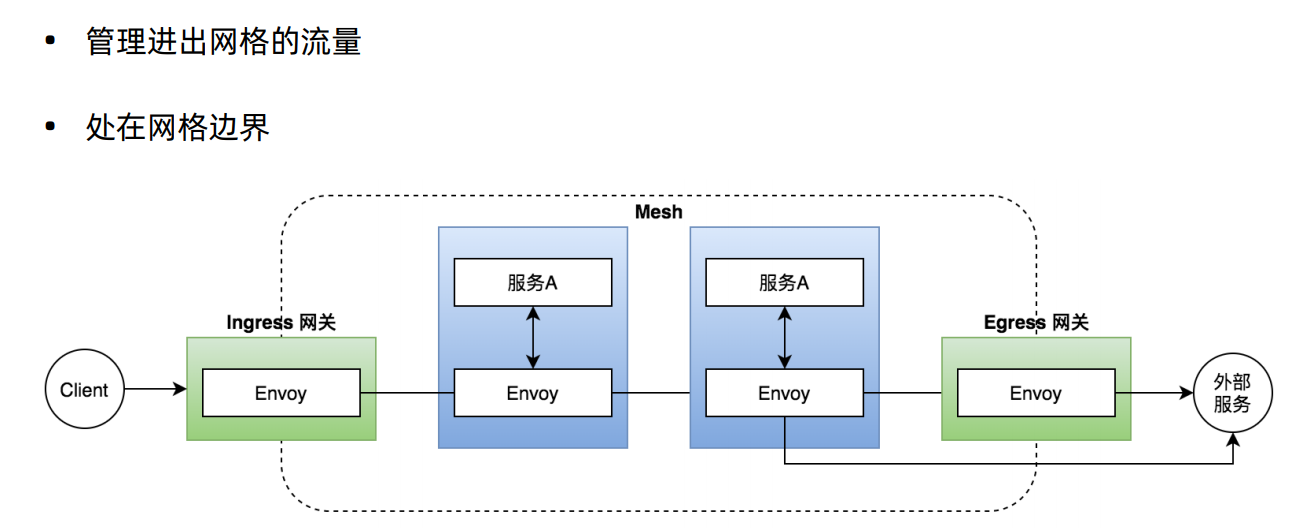 • 管理进出网格的流量
• 处在网格边界
Mesh
服务A
服务A
Ingress 网关
Egress 网关
Client
Envoy
Envoy
Envoy
Envoy
外部
服务